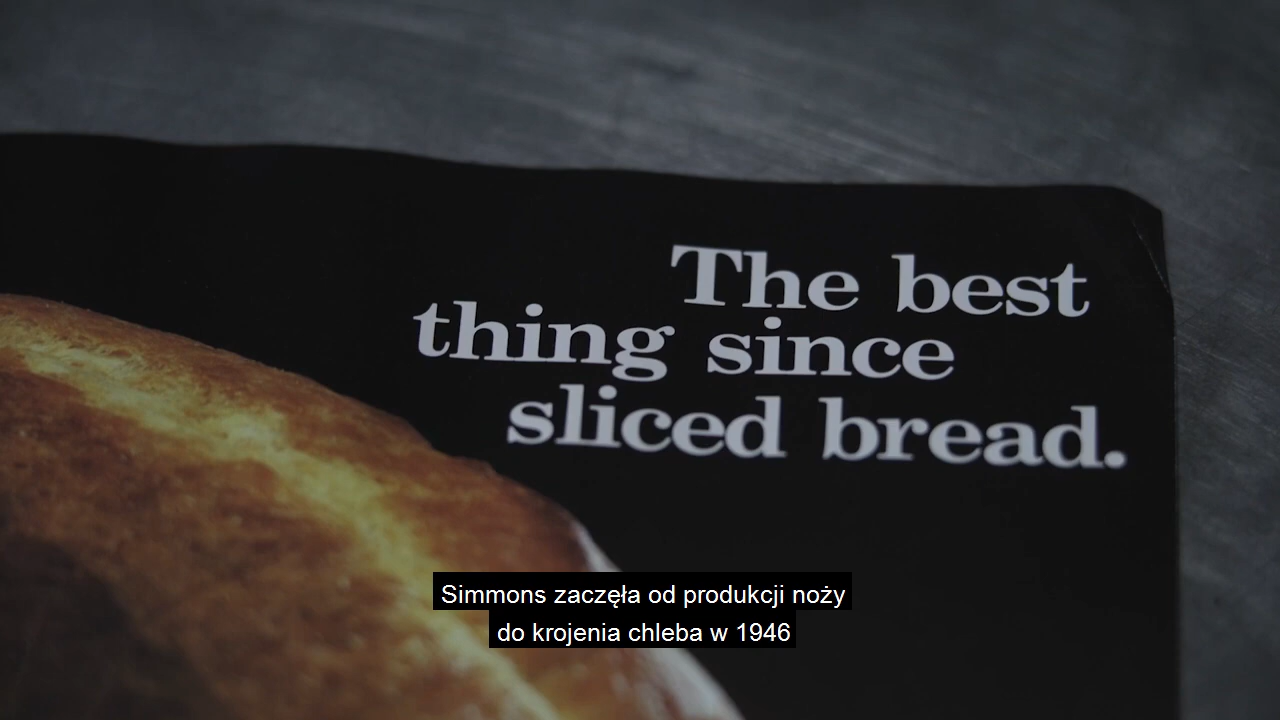 The best
thing since
sliced bread.
Simmons zaczęła od produkcji noży
do krojenia chleba w 1946